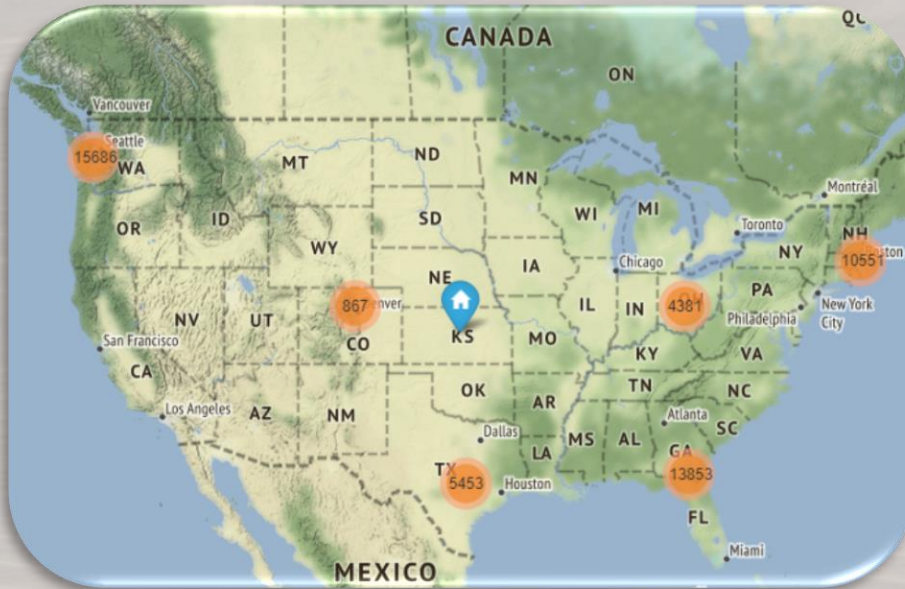 QU
CANADA
ON
Vancouver
Seattle
15686
WA
MT
ND
MN
Montréal
OR
ID
SD
WI
MI
Toronto
NH
WY
NY
10551
Chicago
IA
NE
867
4381
PA
NV
UT
IL
IN
New York
City
Philadelphia
CO
KS
MO
San Francisco
KY
VA
CA
TN
NC
OK
AR
Los Angeles
AZ
NM
Atlanta
SC
Dallas
MS
AL
GA
LA
TX
5453
Houston
13853
FL
Miami
MEXICO